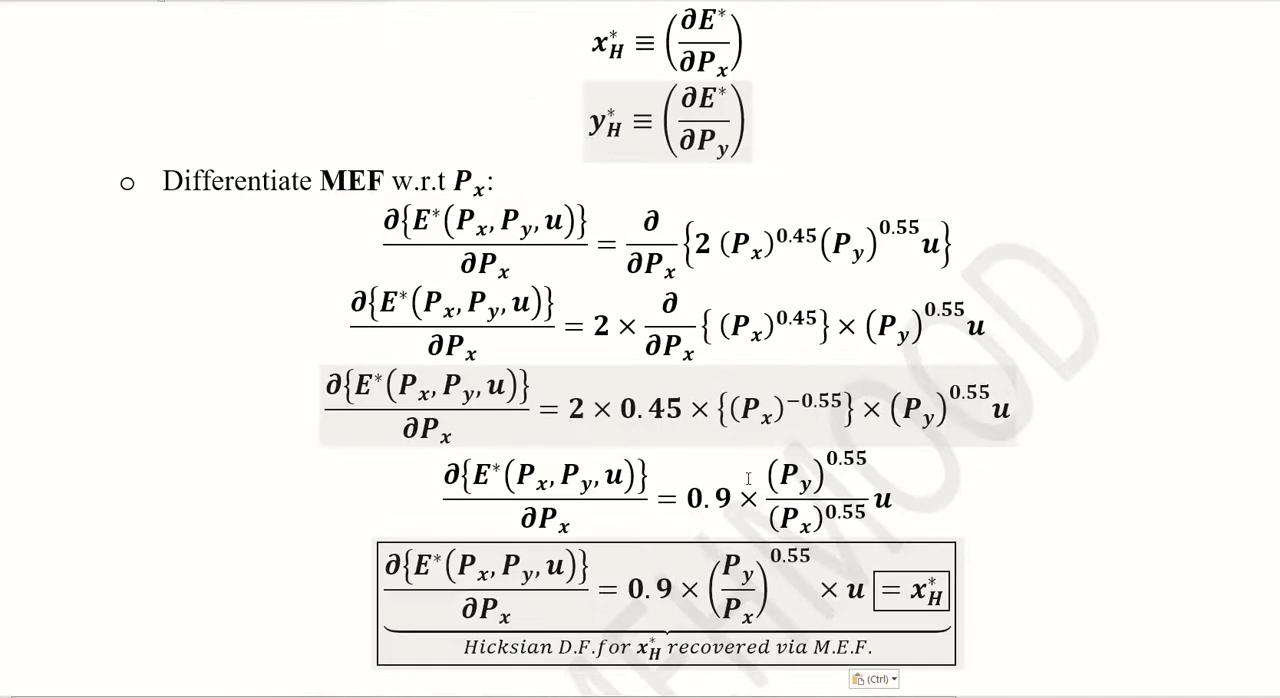 x*_H ≡ (∂E*/∂P_x)
y*_H ≡ (∂E*/∂P_y)
○ Differentiate MEF w.r.t P_x:
∂{E*(P_x, P_y, u)}/∂P_x = ∂/∂P_x {2 (P_x)^0.45 (P_y)^0.55 u}
∂{E*(P_x, P_y, u)}/∂P_x = 2 × ∂/∂P_x { (P_x)^0.45} × (P_y)^0.55 u
∂{E*(P_x, P_y, u)}/∂P_x = 2 × 0.45 × {(P_x)^−0.55} × (P_y)^0.55 u
∂{E*(P_x, P_y, u)}/∂P_x = 0.9 × (P_y)^0.55/(P_x)^0.55 u
∂{E*(P_x, P_y, u)}/∂P_x = 0.9 × (P_y/P_x)^0.55 × u = x*_H
Hicksian D.F. for x*_H recovered via M.E.F.
(Ctrl)